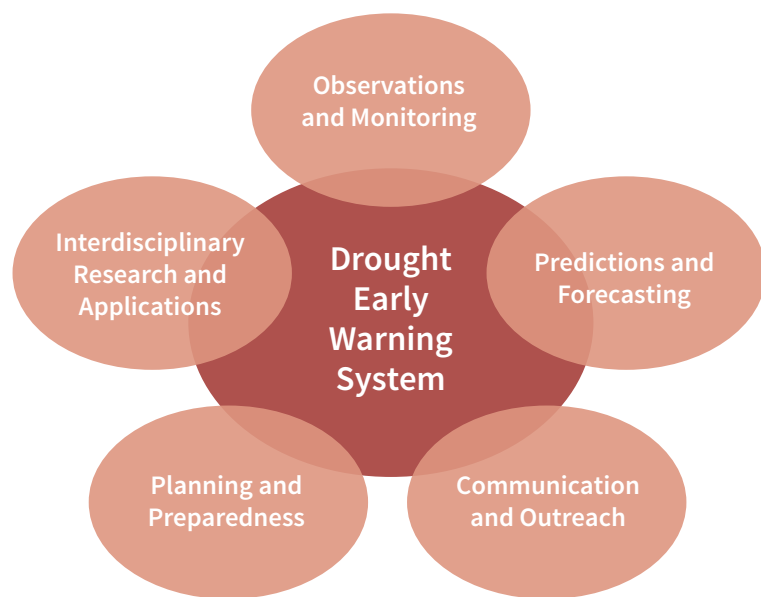 Observations
and Monitoring
Interdisciplinary
Research and
Applications
Drought
Early
Warning
System
Predictions and
Forecasting
Planning and
Preparedness
Communication
and Outreach